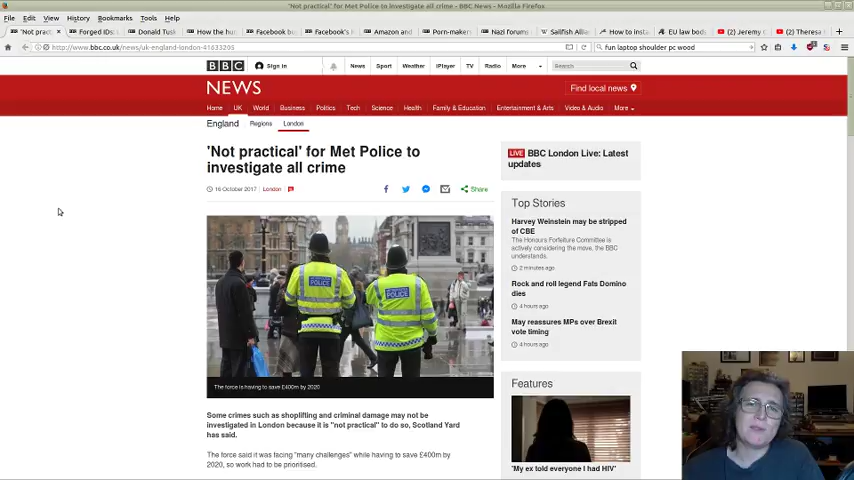 'Not practical' for Met Police to investigate all crime - BBC News - Mozilla Firefox
File Edit View History Bookmarks Tools Help
'Not pract Forged IDs Donald Tusk How the hur Facebook bu Facebook's Amazon and Porn-makers Nazi forums Sailfish Allian How to insta EU law bod (2) Jeremy C (2) Theresa
http://www.bbc.co.uk/news/uk-england-london-41633205 fun laptop shoulder pc wood
BBC Sign in News Sport Weather iPlayer TV Radio More Search
NEWS Find local news
Home UK World Business Politics Tech Science Health Family & Education Entertainment & Arts Video & Audio More
England Regions London
'Not practical' for Met Police to
investigate all crime
16 October 2017 London Share
LIVE BBC London Live: Latest
updates
Top Stories
Harvey Weinstein may be stripped
of CBE
The Honours Forfeiture Committee is
actively considering the move, the BBC
understands.
2 minutes ago
Rock and roll legend Fats Domino
dies
4 hours ago
May reassures MPs over Brexit
vote timing
4 hours ago
POLICE
POLICE
The force is having to save £400m by 2020
Some crimes such as shoplifting and criminal damage may not be
investigated in London because it is "not practical" to do so, Scotland Yard
has said.
The force said it was facing "many challenges" while having to save £400m by
2020, so work had to be prioritised.
Features
'My ex told everyone I had HIV'